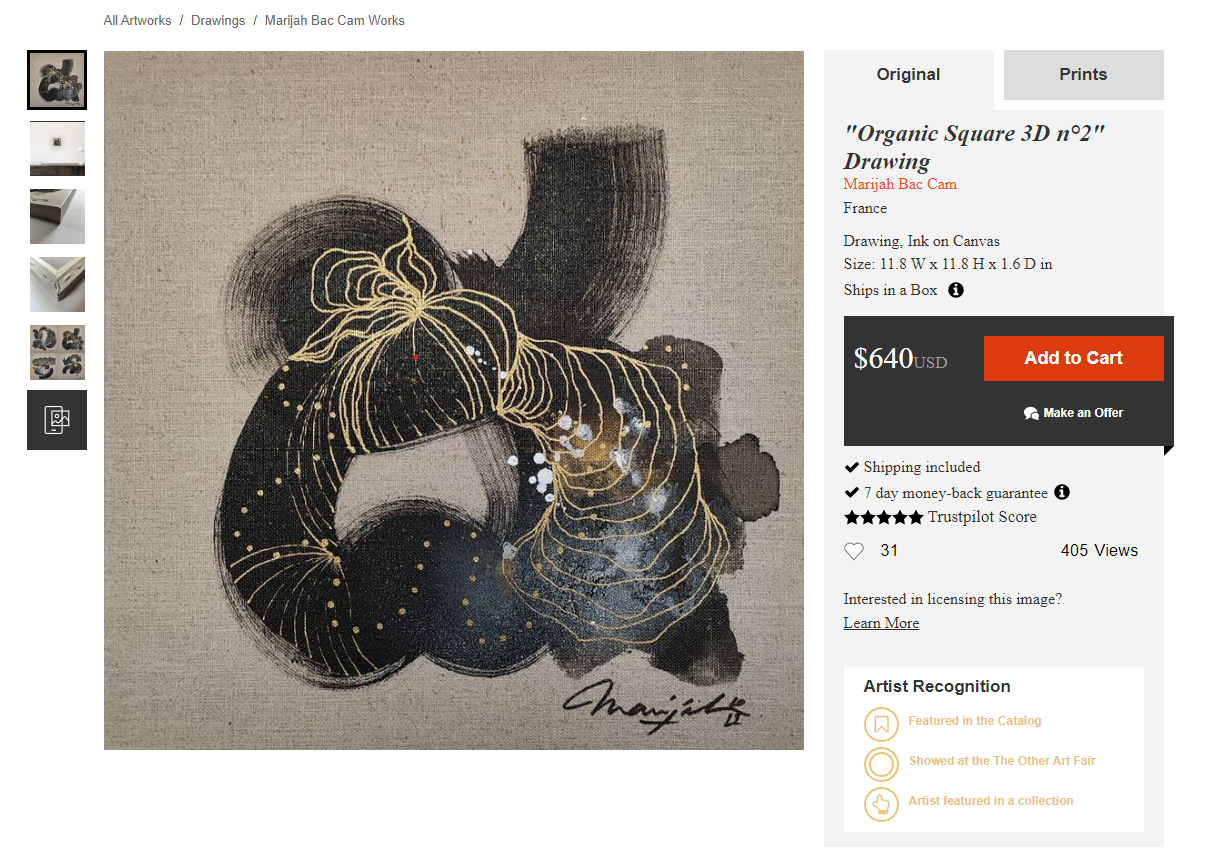 All Artworks / Drawings / Marijah Bac Cam Works
Original
Prints
"Organic Square 3D n°2"
Drawing
Marijah Bac Cam
France
Drawing, Ink on Canvas
Size: 11.8 W x 11.8 H x 1.6 D in
Ships in a Box
$640USD
Add to Cart
Make an Offer
Shipping included
7 day money-back guarantee
Trustpilot Score
31
405 Views
Interested in licensing this image?
Learn More
Artist Recognition
Featured in the Catalog
Showed at the The Other Art Fair
Artist featured in a collection
Marijah